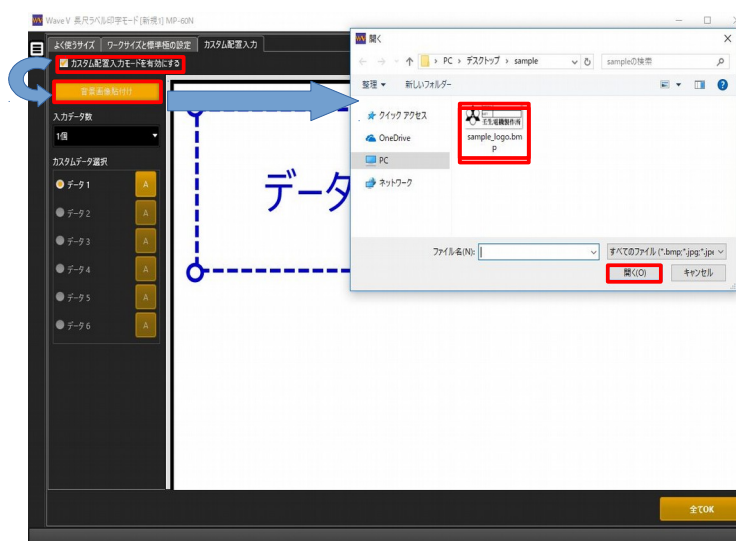 Wave V 長尺ラベル印字モード [新規1] MP-60N
よく使うサイズ
ワークサイズと標準極の設定
カスタム配置入力
カスタム配置入力モードを有効にする
背景画像貼付け
入力データ数
1個
カスタムデータ選択
データ1
A
データ2
A
データ3
A
データ4
A
データ5
A
データ6
A
データ
開く
PC › デスクトップ › sample
sampleの検索
整理
新しいフォルダー
クイック アクセス
OneDrive
PC
ネットワーク
壬生電機製作所
sample_logo.bm
p
ファイル名(N):
すべてのファイル (*.bmp;*.jpg;*.jpe
開く(O)
キャンセル
全てOK